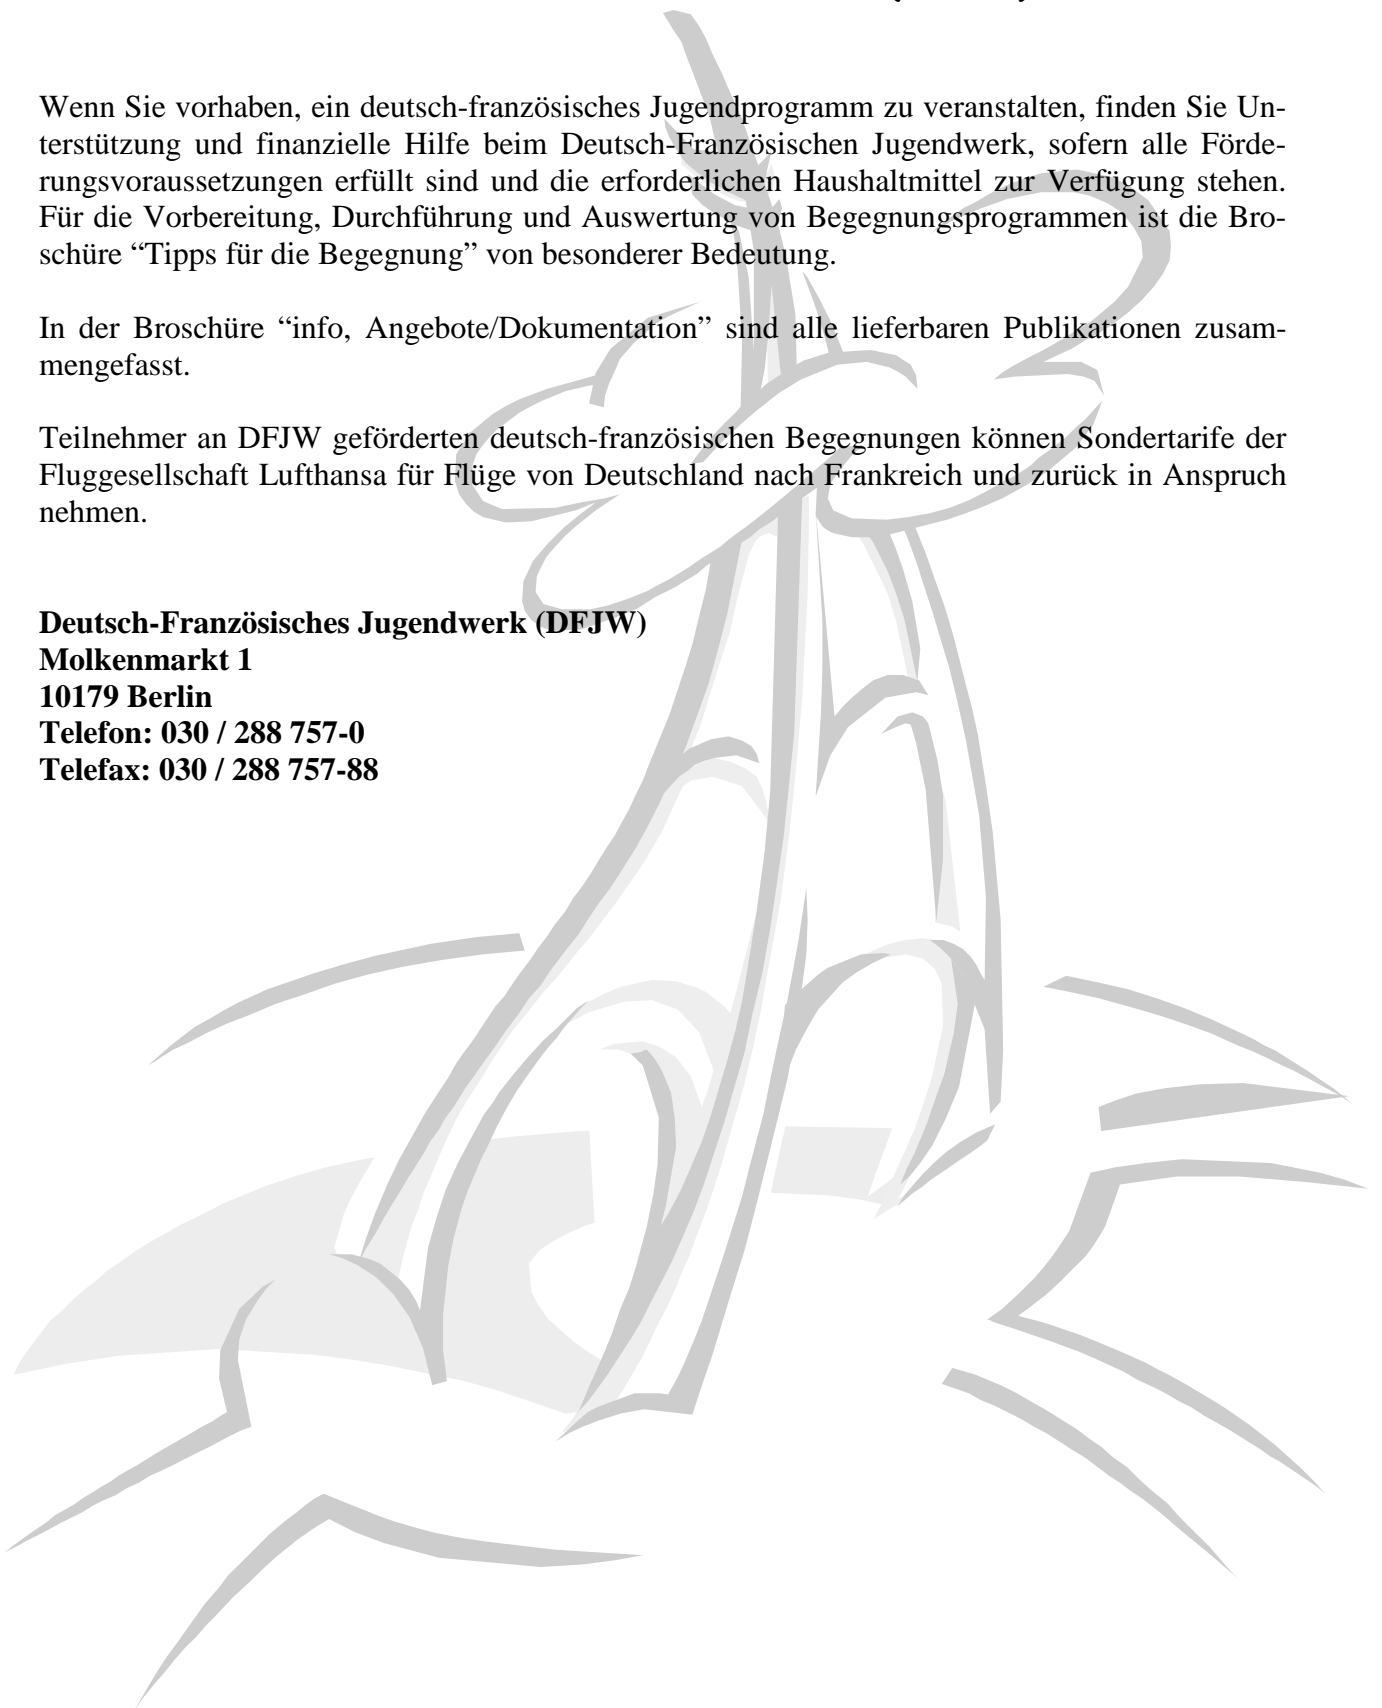 Wenn Sie vorhaben, ein deutsch-französisches Jugendprogramm zu veranstalten, finden Sie Un-
terstützung und finanzielle Hilfe beim Deutsch-Französischen Jugendwerk, sofern alle Förde-
rungsvoraussetzungen erfüllt sind und die erforderlichen Haushaltmittel zur Verfügung stehen.
Für die Vorbereitung, Durchführung und Auswertung von Begegnungsprogrammen ist die Bro-
schüre “Tipps für die Begegnung” von besonderer Bedeutung.
In der Broschüre “info, Angebote/Dokumentation” sind alle lieferbaren Publikationen zusam-
mengefasst.
Teilnehmer an DFJW geförderten deutsch-französischen Begegnungen können Sondertarife der
Fluggesellschaft Lufthansa für Flüge von Deutschland nach Frankreich und zurück in Anspruch
nehmen.
Deutsch-Französisches Jugendwerk (DFJW)
Molkenmarkt 1
10179 Berlin
Telefon: 030 / 288 757-0
Telefax: 030 / 288 757-88